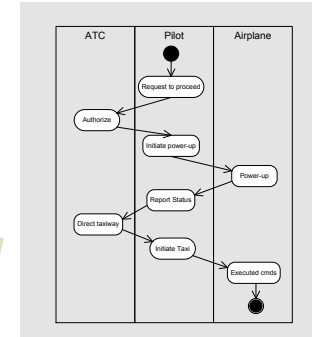 ATC Pilot Airplane
Request to proceed
Authorize
Initiate power-up
Power-up
Report Status
Direct taxiway
Initiate Taxi
Executed cmds